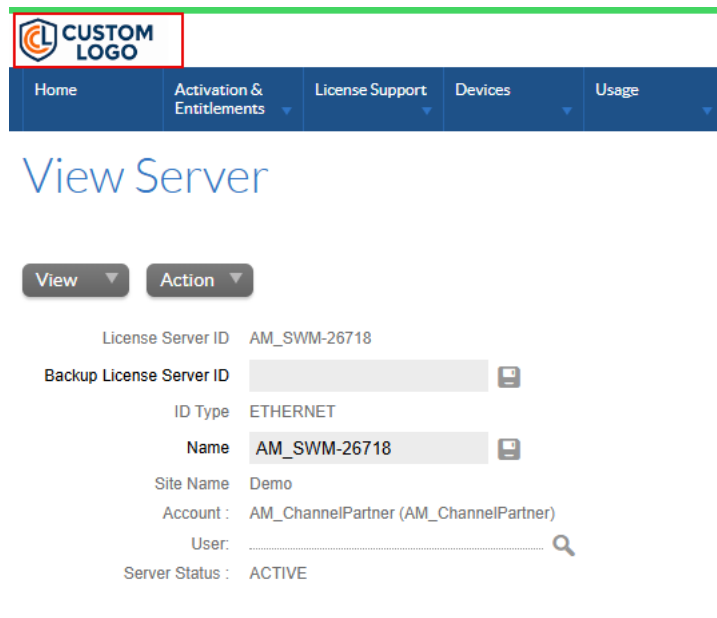 CUSTOM
LOGO
Home
Activation &
Entitlements
License Support
Devices
Usage
View Server
View
Action
License Server ID AM_SWM-26718
Backup License Server ID
ID Type ETHERNET
Name AM_SWM-26718
Site Name Demo
Account : AM_ChannelPartner (AM_ChannelPartner)
User:
Server Status : ACTIVE